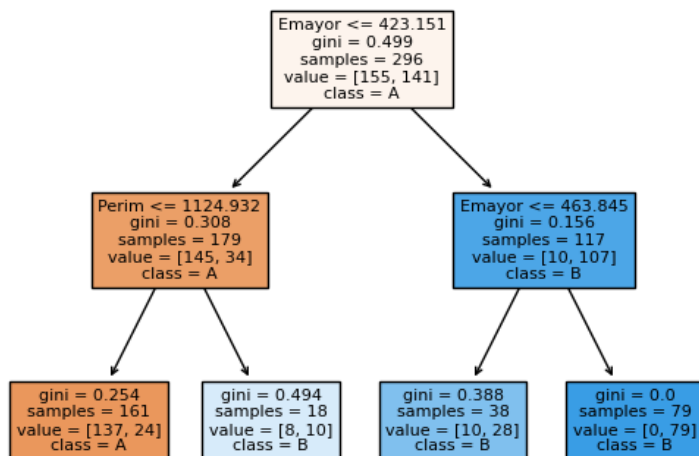 Emayor <= 423.151
gini = 0.499
samples = 296
value = [155, 141]
class = A
Perim <= 1124.932
gini = 0.308
samples = 179
value = [145, 34]
class = A
Emayor <= 463.845
gini = 0.156
samples = 117
value = [10, 107]
class = B
gini = 0.254
samples = 161
value = [137, 24]
class = A
gini = 0.494
samples = 18
value = [8, 10]
class = B
gini = 0.388
samples = 38
value = [10, 28]
class = B
gini = 0.0
samples = 79
value = [0, 79]
class = B